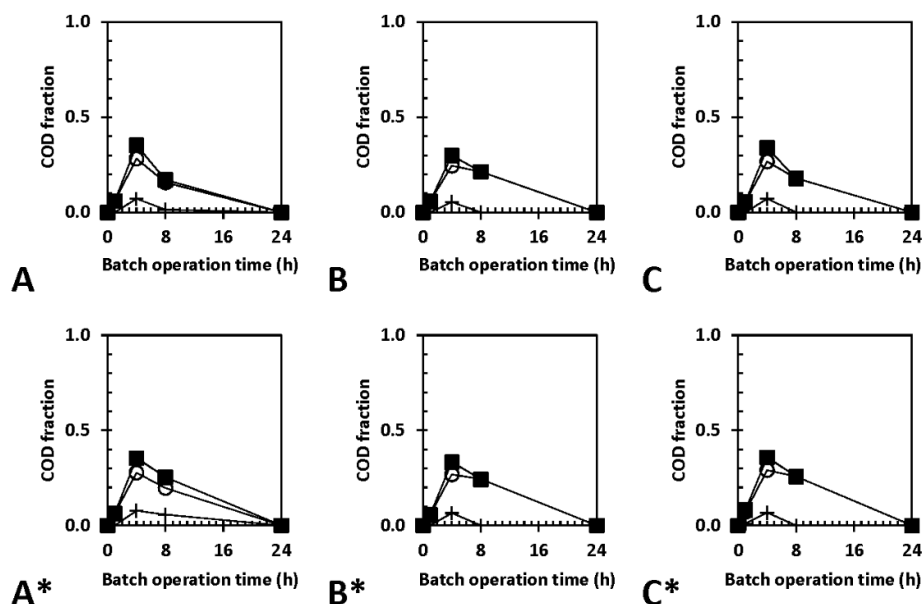 1.0 1.0 1.0
COD fraction COD fraction COD fraction
0.5 0.5 0.5
0.0 0.0 0.0
0 8 16 24 0 8 16 24 0 8 16 24
Batch operation time (h) Batch operation time (h) Batch operation time (h)
A B C
1.0 1.0 1.0
COD fraction COD fraction COD fraction
0.5 0.5 0.5
0.0 0.0 0.0
0 8 16 24 0 8 16 24 0 8 16 24
Batch operation time (h) Batch operation time (h) Batch operation time (h)
A* B* C*